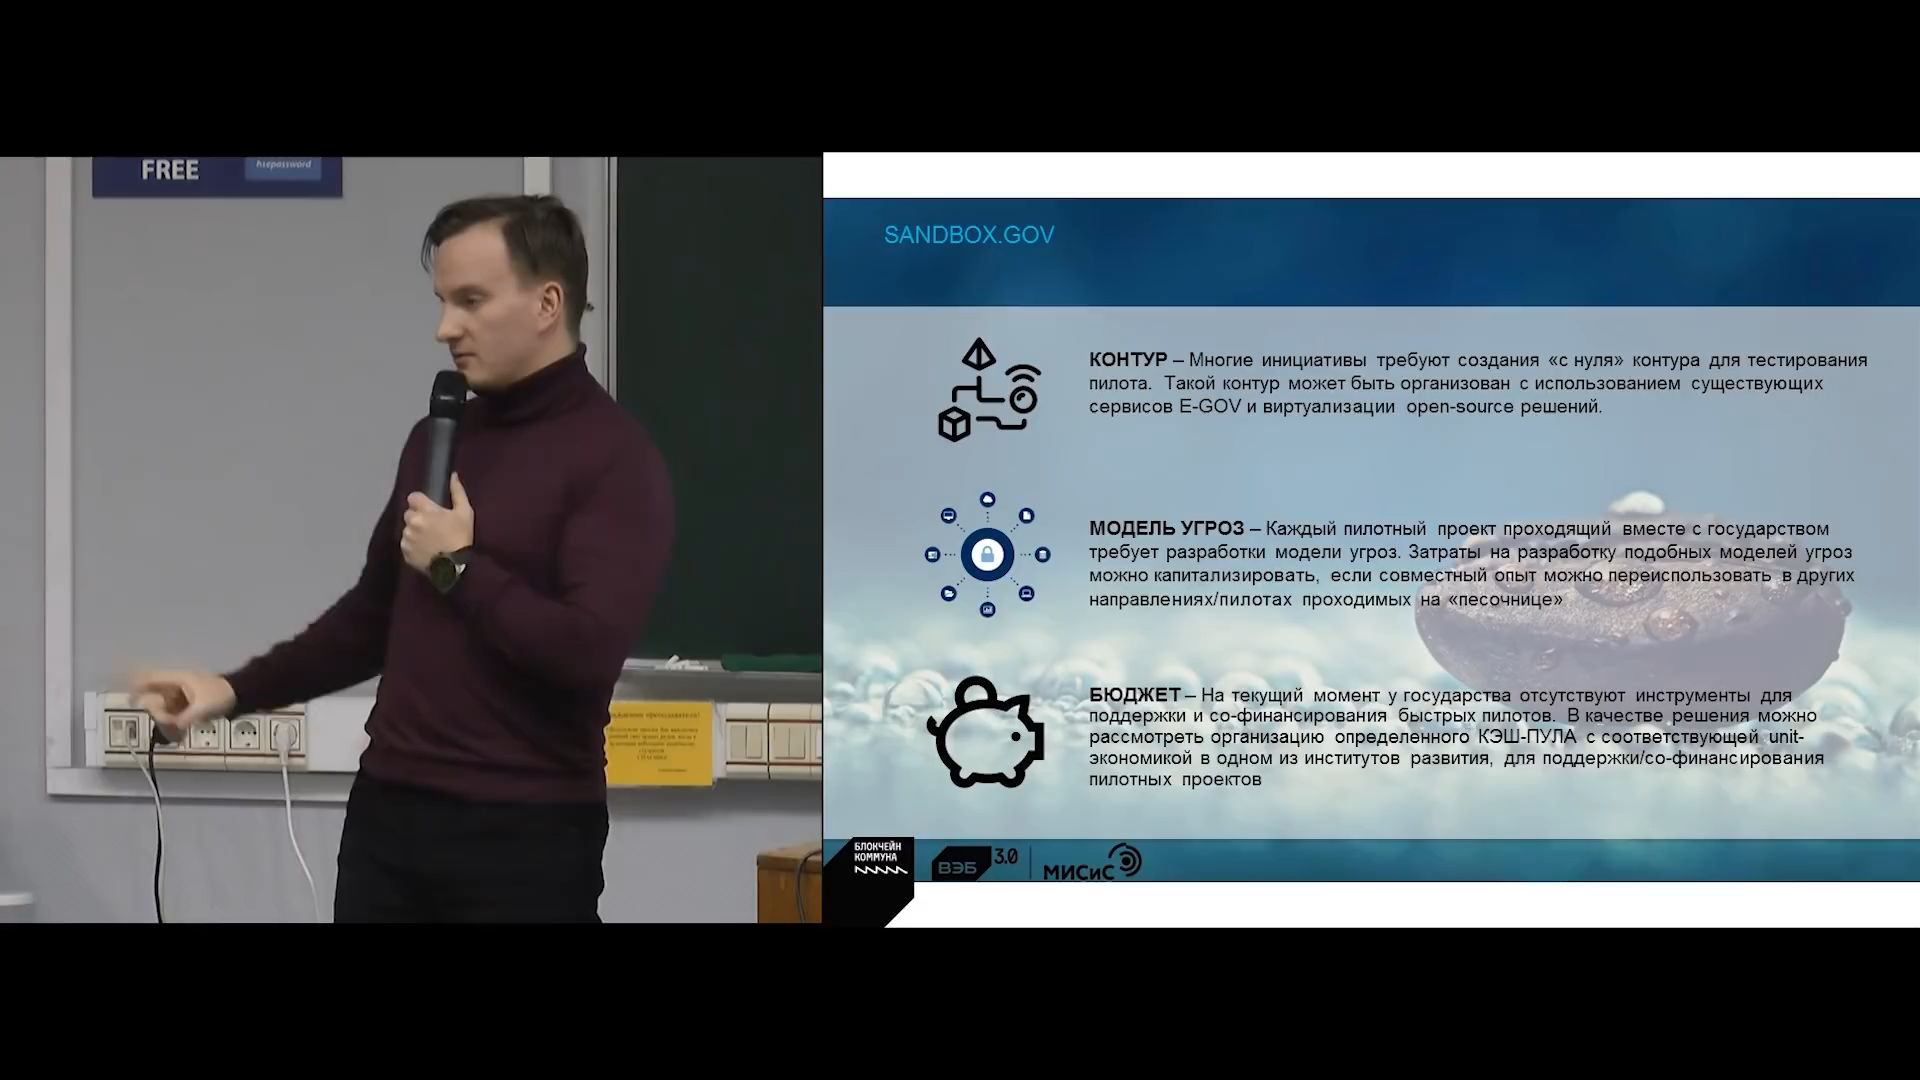 FREE
hsepassword
SANDBOX.GOV
КОНТУР – Многие инициативы требуют создания «с нуля» контура для тестирования
пилота. Такой контур может быть организован с использованием существующих
сервисов E-GOV и виртуализации open-source решений.
МОДЕЛЬ УГРОЗ – Каждый пилотный проект проходящий вместе с государством
требует разработки модели угроз. Затраты на разработку подобных моделей угроз
можно капитализировать, если совместный опыт можно переиспользовать в других
направлениях/пилотах проходимых на «песочнице»
БЮДЖЕТ – На текущий момент у государства отсутствуют инструменты для
поддержки и со-финансирования быстрых пилотов. В качестве решения можно
рассмотреть организацию определенного КЭШ-ПУЛА с соответствующей unit-
экономикой в одном из институтов развития, для поддержки/со-финансирования
пилотных проектов
БЛОКЧЕЙН
КОММУНА
ВЭБ 3.0
МИСиС